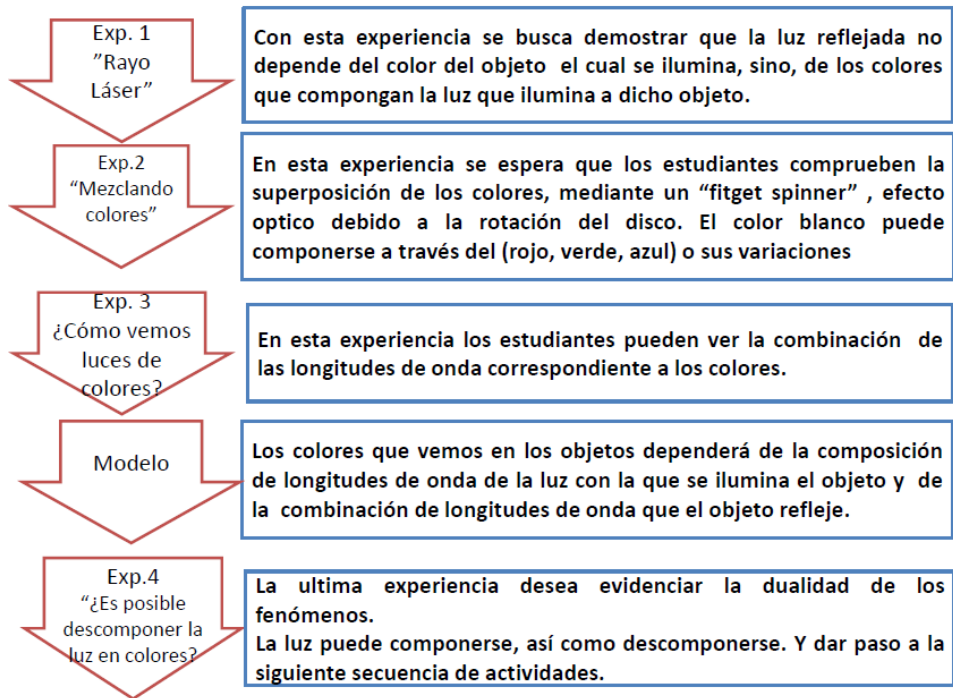 Exp. 1
”Rayo
Láser”
Con esta experiencia se busca demostrar que la luz reflejada no
depende del color del objeto el cual se ilumina, sino, de los colores
que compongan la luz que ilumina a dicho objeto.
Exp.2
“Mezclando
colores”
En esta experiencia se espera que los estudiantes comprueben la
superposición de los colores, mediante un “fitget spinner” , efecto
optico debido a la rotación del disco. El color blanco puede
componerse a través del (rojo, verde, azul) o sus variaciones
Exp. 3
¿Cómo vemos
luces de
colores?
En esta experiencia los estudiantes pueden ver la combinación de
las longitudes de onda correspondiente a los colores.
Modelo
Los colores que vemos en los objetos dependerá de la composición
de longitudes de onda de la luz con la que se ilumina el objeto y de
la combinación de longitudes de onda que el objeto refleje.
Exp.4
“¿Es posible
descomponer la
luz en colores?
La ultima experiencia desea evidenciar la dualidad de los
fenómenos.
La luz puede componerse, así como descomponerse. Y dar paso a la
siguiente secuencia de actividades.